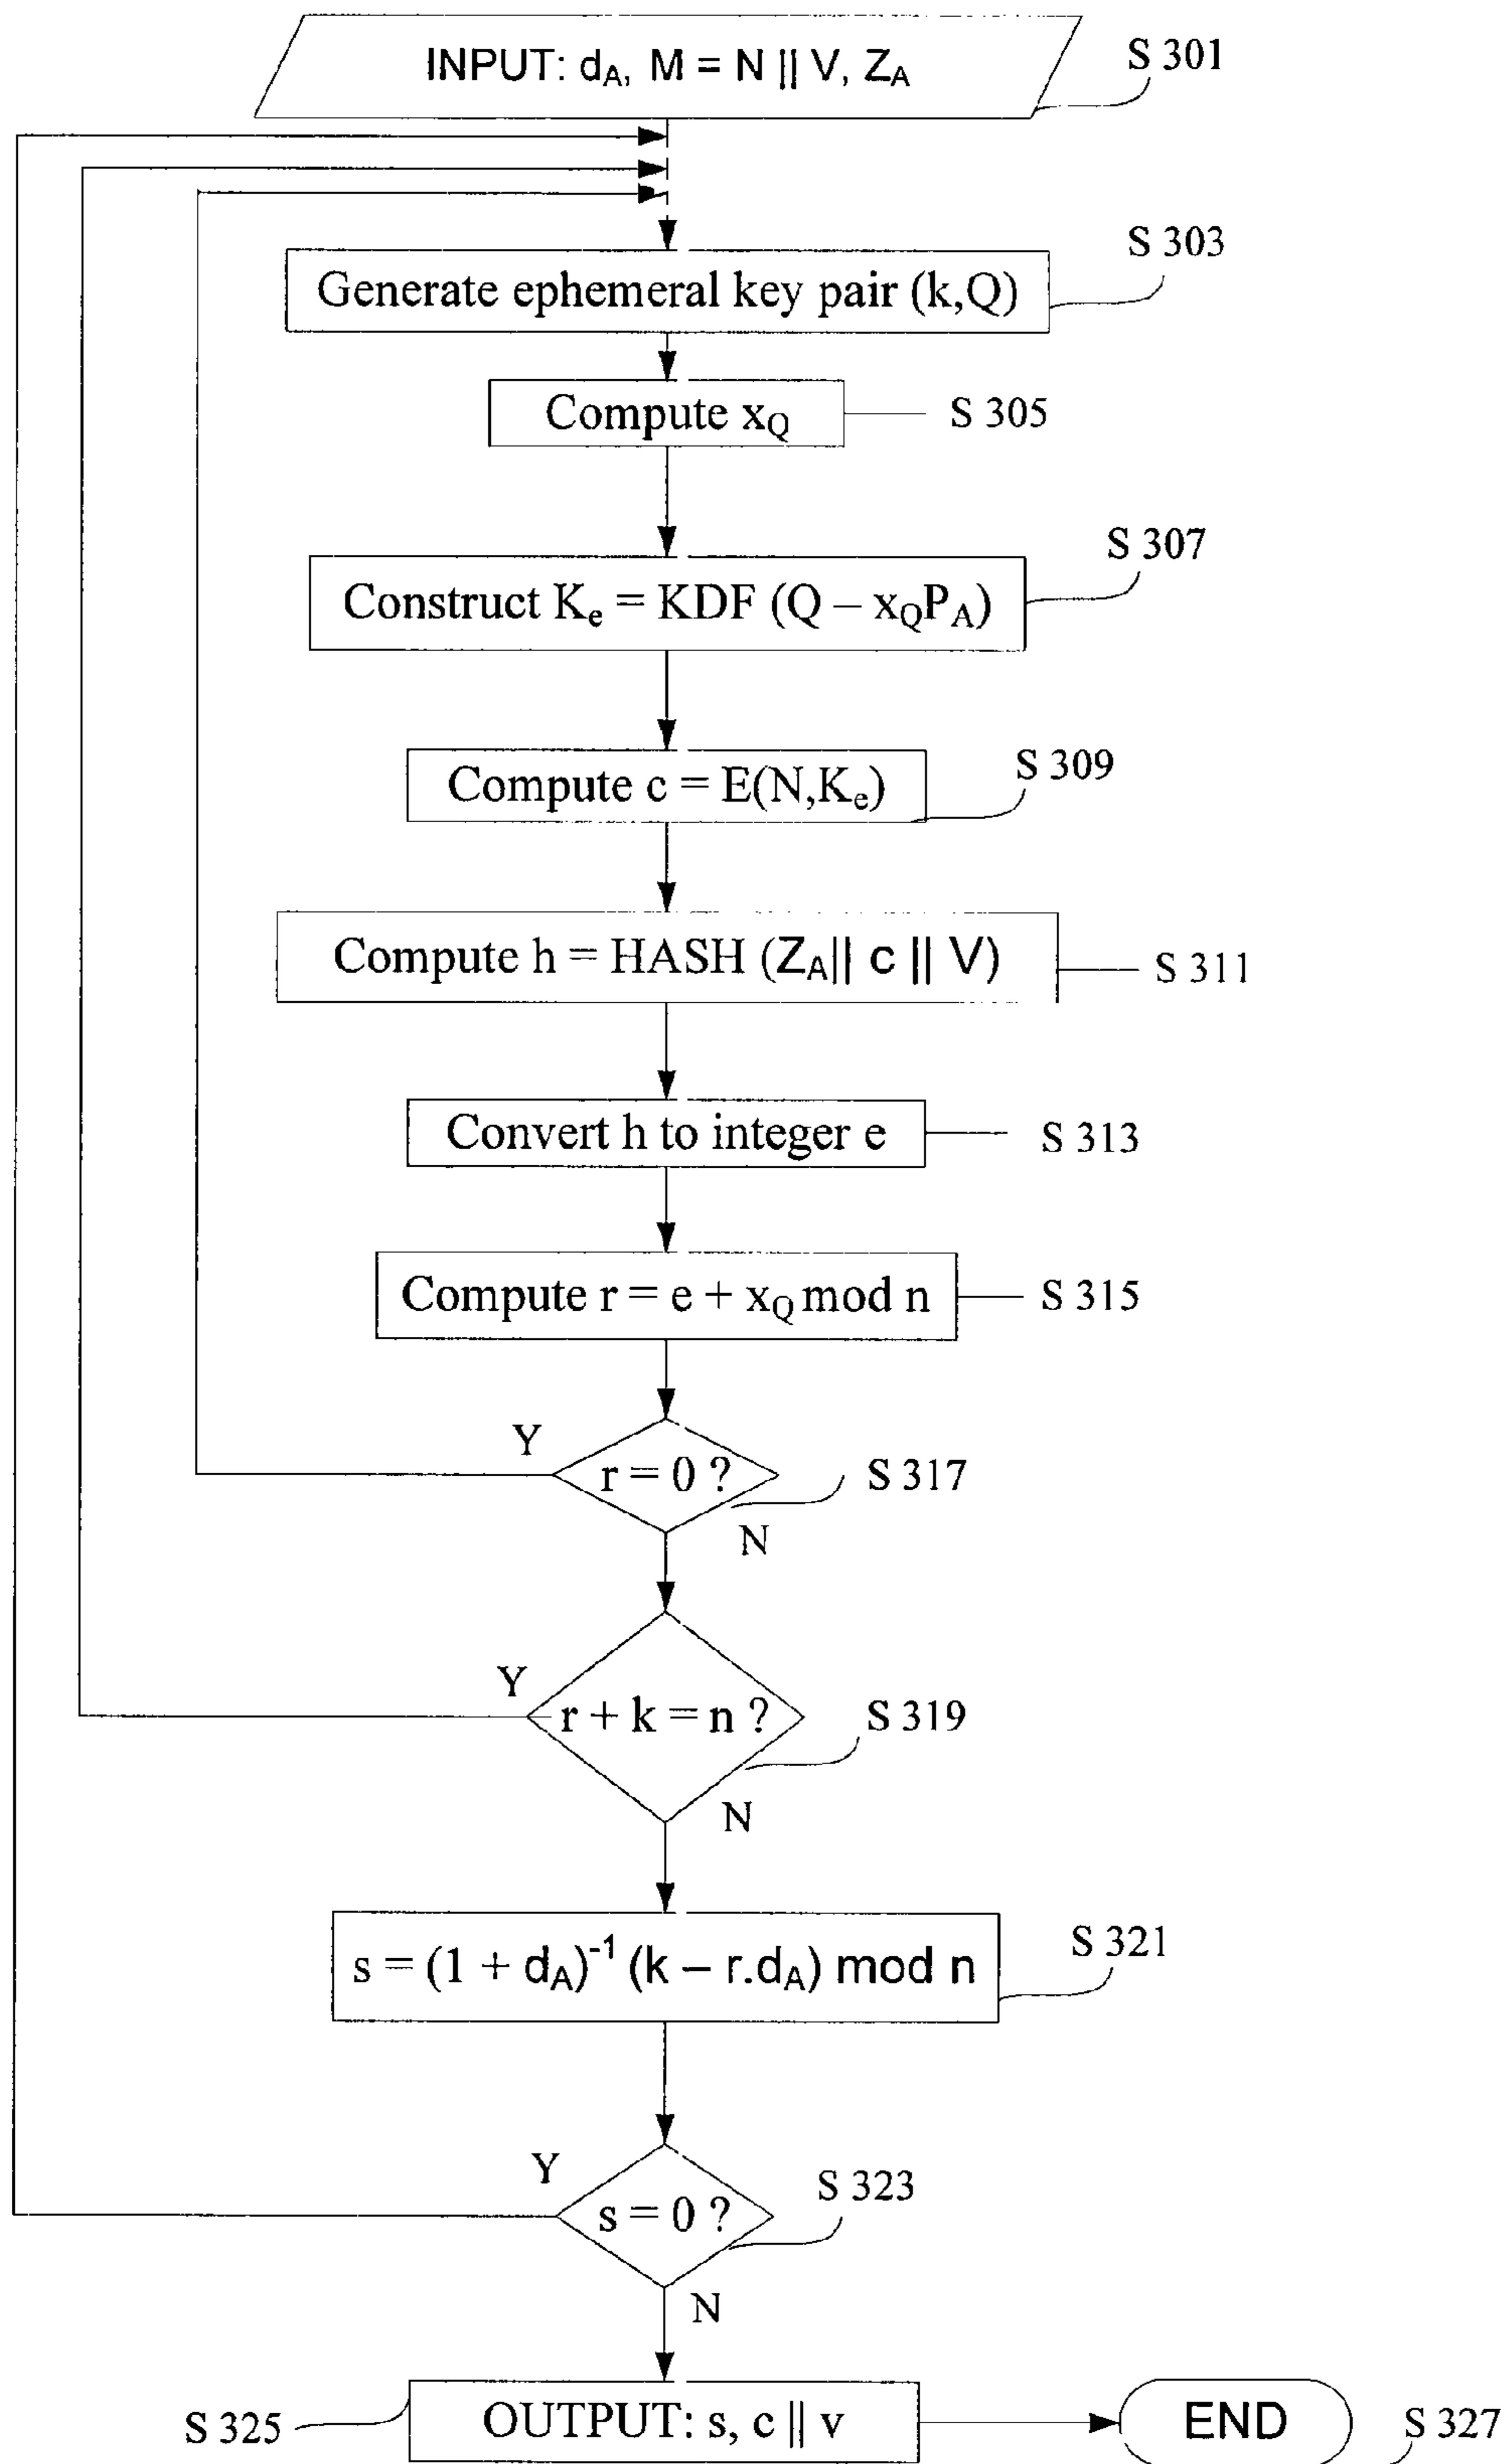 INPUT: dA, M = N || V, ZA
S 301
Generate ephemeral key pair (k,Q)
S 303
Compute xQ
S 305
Construct Ke = KDF (Q – xQPA)
S 307
Compute c = E(N,Ke)
S 309
Compute h = HASH (ZA|| c || V)
S 311
Convert h to integer e
S 313
Compute r = e + xQ mod n
S 315
Y
r = 0 ?
S 317
N
Y
r + k = n ?
S 319
N
s = (1 + dA)-1 (k – r.dA) mod n
S 321
Y
s = 0 ?
S 323
N
S 325
OUTPUT: s, c || v
END
S 327